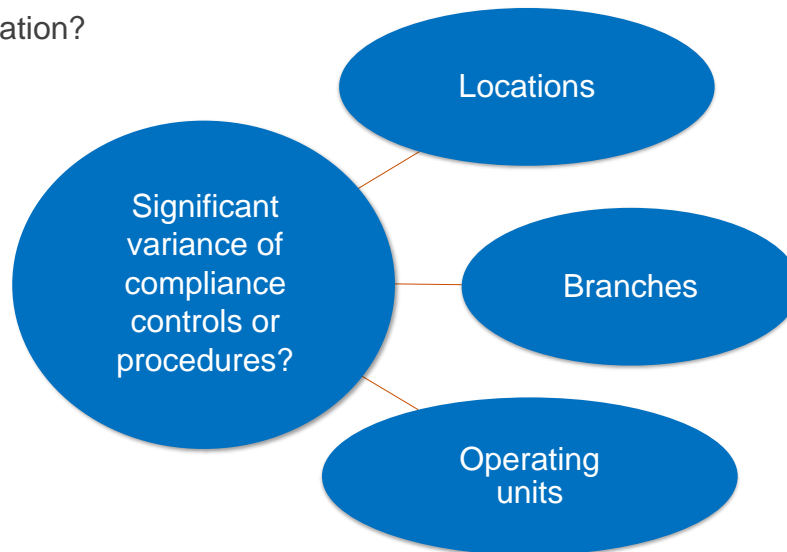 ation?
Locations
Significant
variance of
compliance
controls or
procedures?
Branches
Operating
units